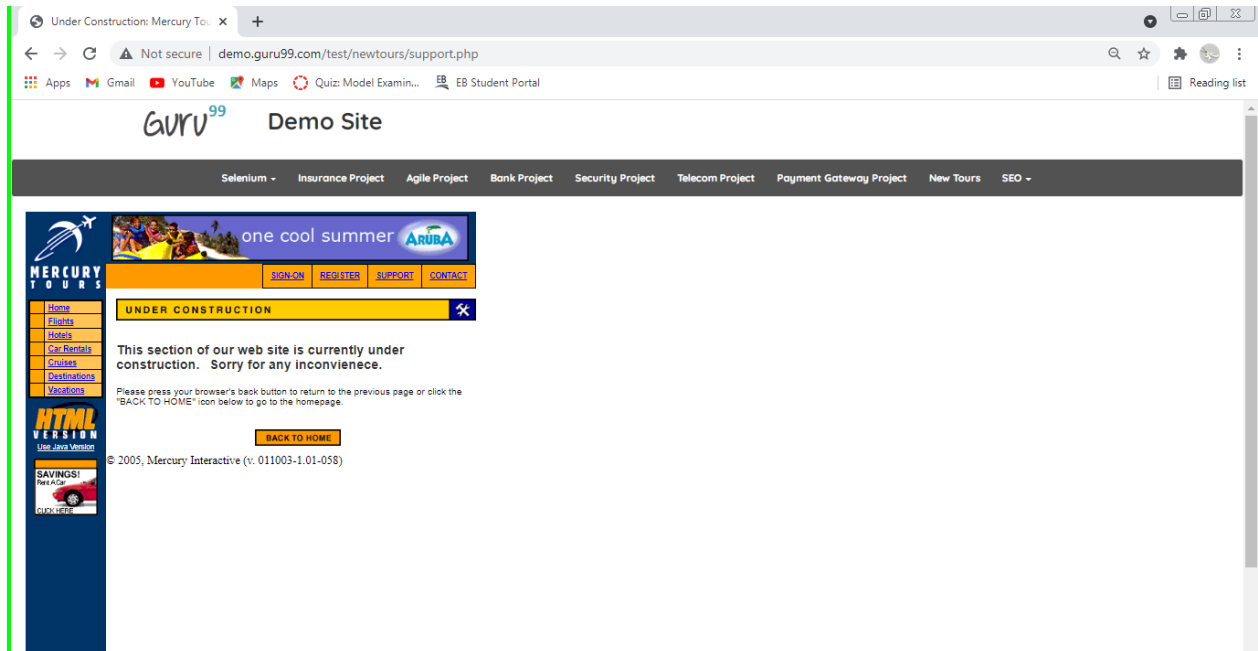 Under Construction: Mercury Tou
Not secure | demo.guru99.com/test/newtours/support.php
Apps Gmail YouTube Maps Quiz: Model Examin... EB EB Student Portal Reading list
Guru99 Demo Site
Selenium Insurance Project Agile Project Bank Project Security Project Telecom Project Payment Gateway Project New Tours SEO
one cool summer ARUBA
MERCURY
TOURS
SIGN-ON REGISTER SUPPORT CONTACT
Home
Flights
Hotels
Car Rentals
Cruises
Destinations
Vacations
HTML
VERSION
Use Java Version
SAVINGS!
Rent A Car
CLICK HERE
UNDER CONSTRUCTION
This section of our web site is currently under
construction. Sorry for any inconvienece.
Please press your browser's back button to return to the previous page or click the
"BACK TO HOME" icon below to go to the homepage.
BACK TO HOME
© 2005, Mercury Interactive (v. 011003-1.01-058)